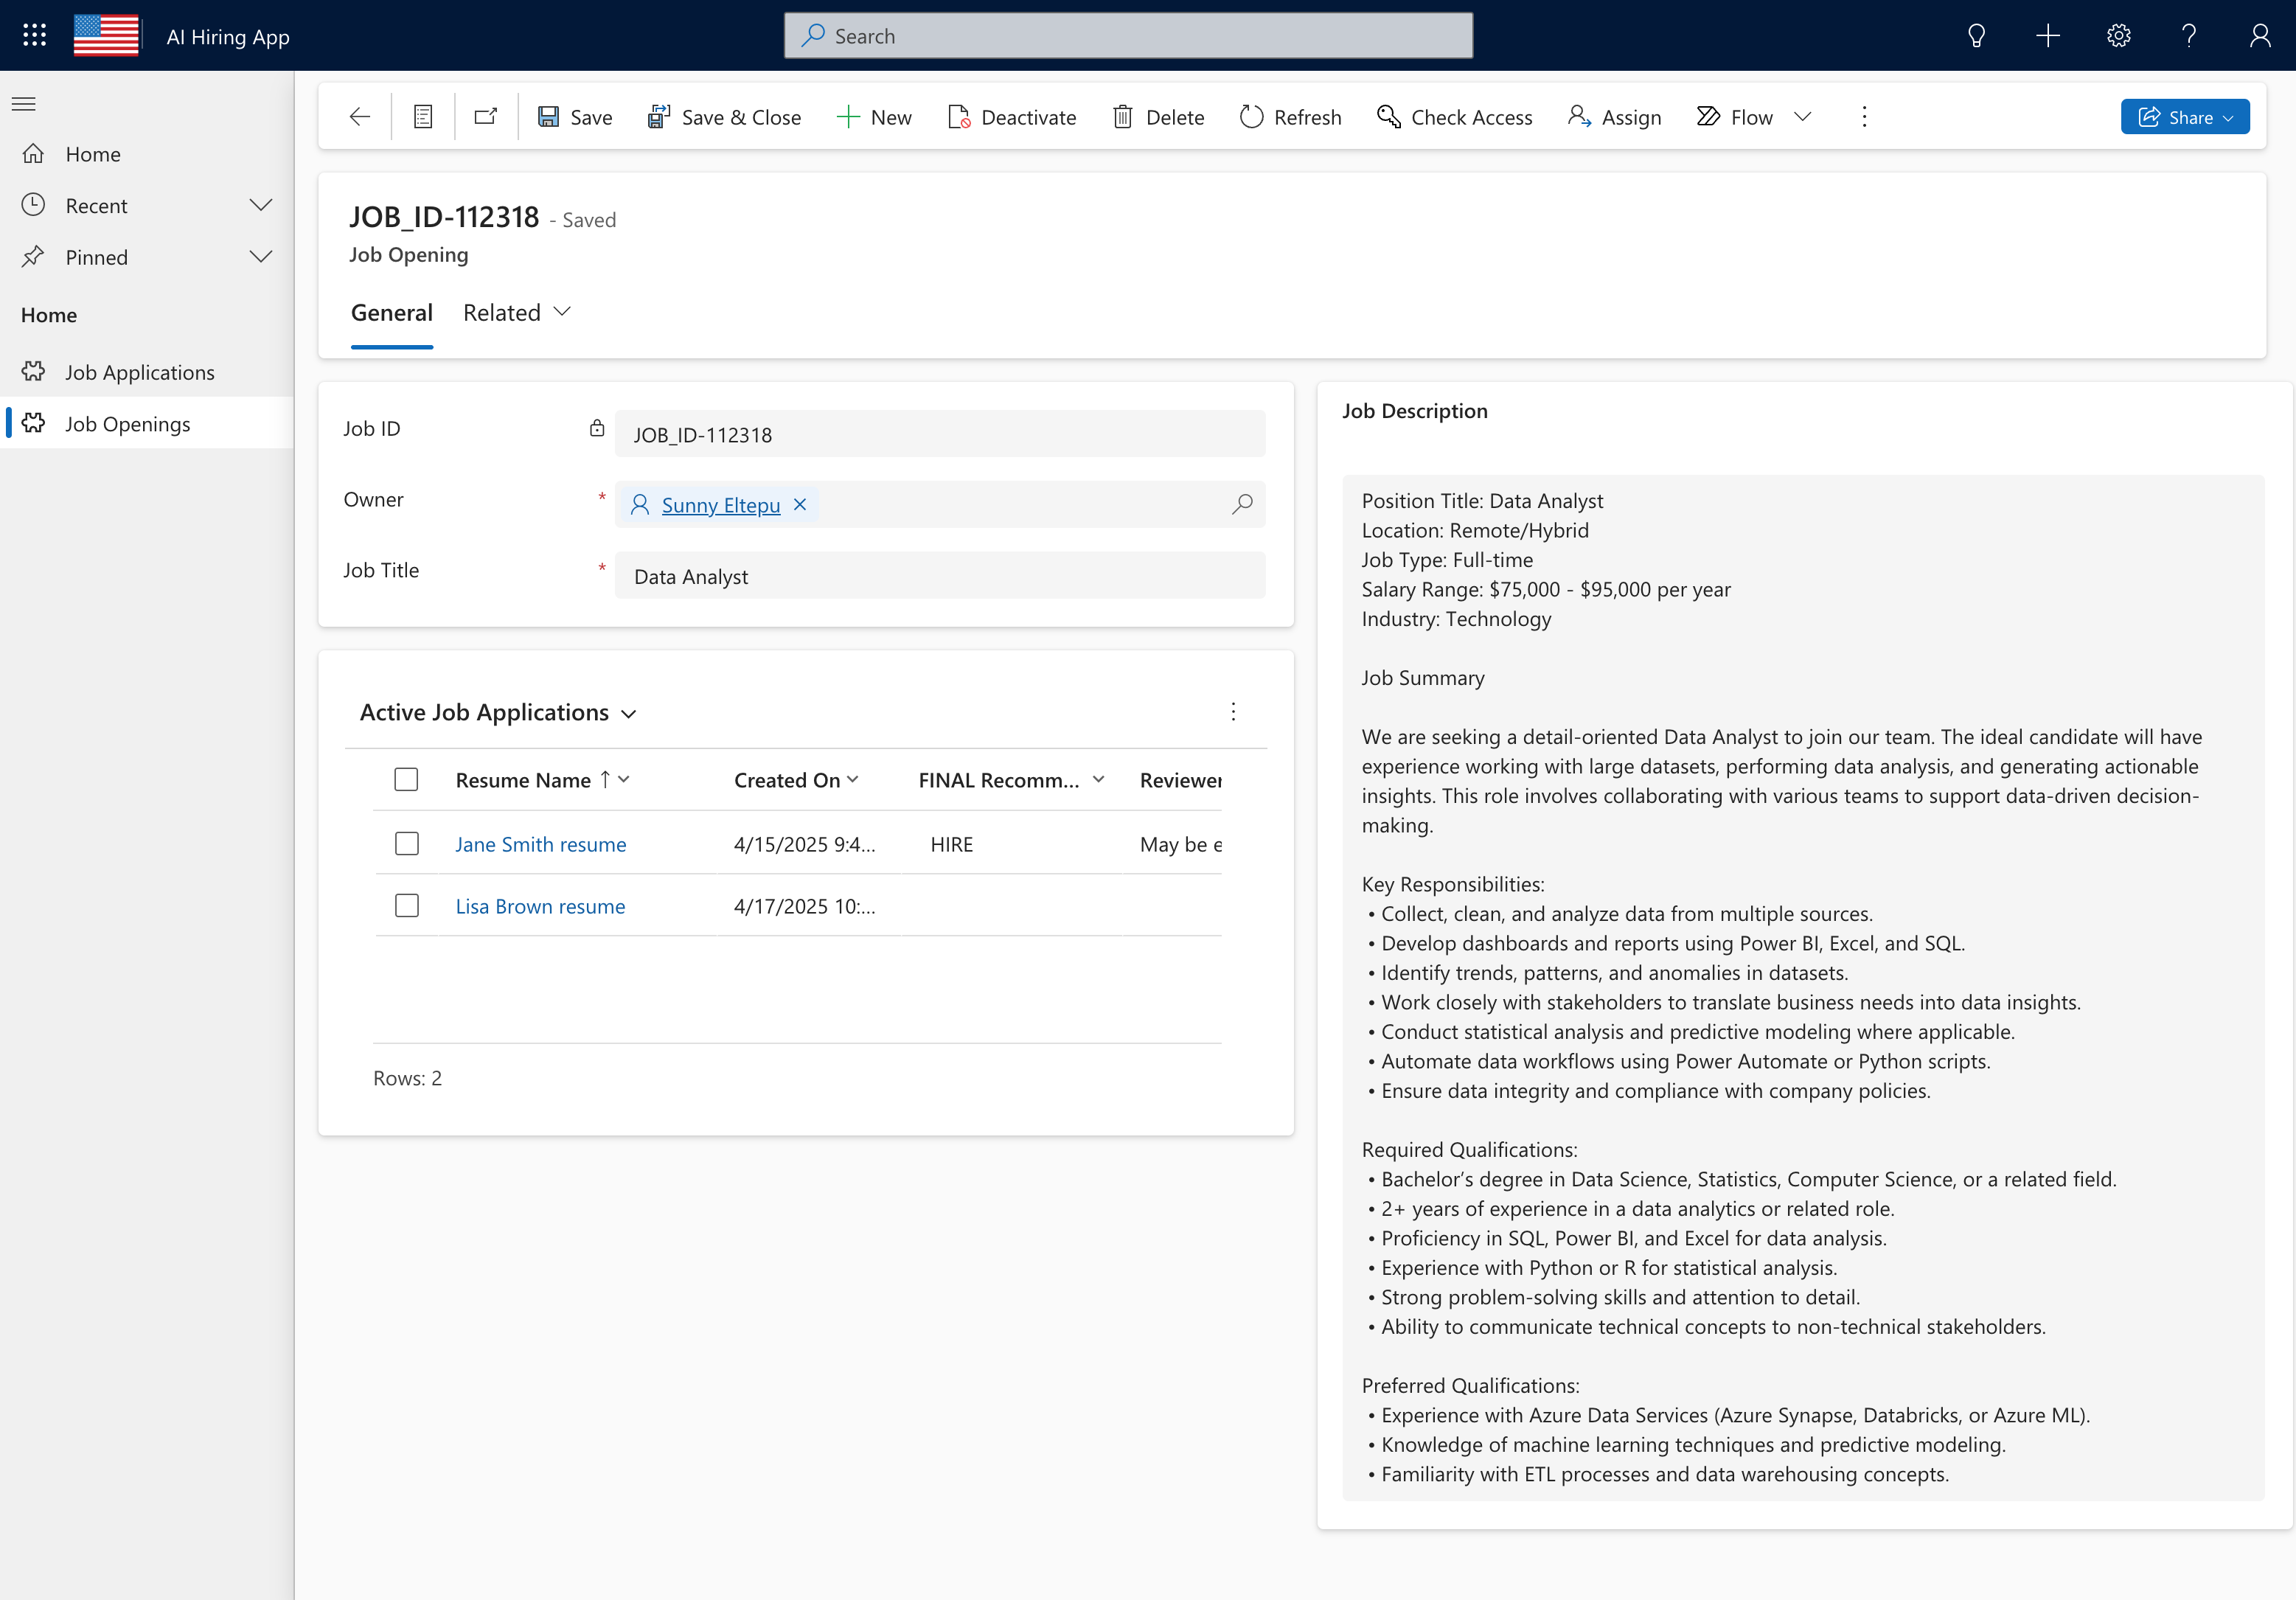 AI Hiring App
Search
Save
Save & Close
New
Deactivate
Delete
Refresh
Check Access
Assign
Flow
Share
Home
Recent
Pinned
Home
Job Applications
Job Openings
JOB_ID-112318 - Saved
Job Opening
General
Related
Job ID
JOB_ID-112318
Owner
*
Sunny Eltepu
Job Title
*
Data Analyst
Active Job Applications
Resume Name
Created On
FINAL Recomm...
Reviewer
Jane Smith resume
4/15/2025 9:4...
HIRE
May be e
Lisa Brown resume
4/17/2025 10:...
Rows: 2
Job Description
Position Title: Data Analyst
Location: Remote/Hybrid
Job Type: Full-time
Salary Range: $75,000 - $95,000 per year
Industry: Technology
Job Summary
We are seeking a detail-oriented Data Analyst to join our team. The ideal candidate will have
experience working with large datasets, performing data analysis, and generating actionable
insights. This role involves collaborating with various teams to support data-driven decision-
making.
Key Responsibilities:
• Collect, clean, and analyze data from multiple sources.
• Develop dashboards and reports using Power BI, Excel, and SQL.
• Identify trends, patterns, and anomalies in datasets.
• Work closely with stakeholders to translate business needs into data insights.
• Conduct statistical analysis and predictive modeling where applicable.
• Automate data workflows using Power Automate or Python scripts.
• Ensure data integrity and compliance with company policies.
Required Qualifications:
• Bachelor’s degree in Data Science, Statistics, Computer Science, or a related field.
• 2+ years of experience in a data analytics or related role.
• Proficiency in SQL, Power BI, and Excel for data analysis.
• Experience with Python or R for statistical analysis.
• Strong problem-solving skills and attention to detail.
• Ability to communicate technical concepts to non-technical stakeholders.
Preferred Qualifications:
• Experience with Azure Data Services (Azure Synapse, Databricks, or Azure ML).
• Knowledge of machine learning techniques and predictive modeling.
• Familiarity with ETL processes and data warehousing concepts.